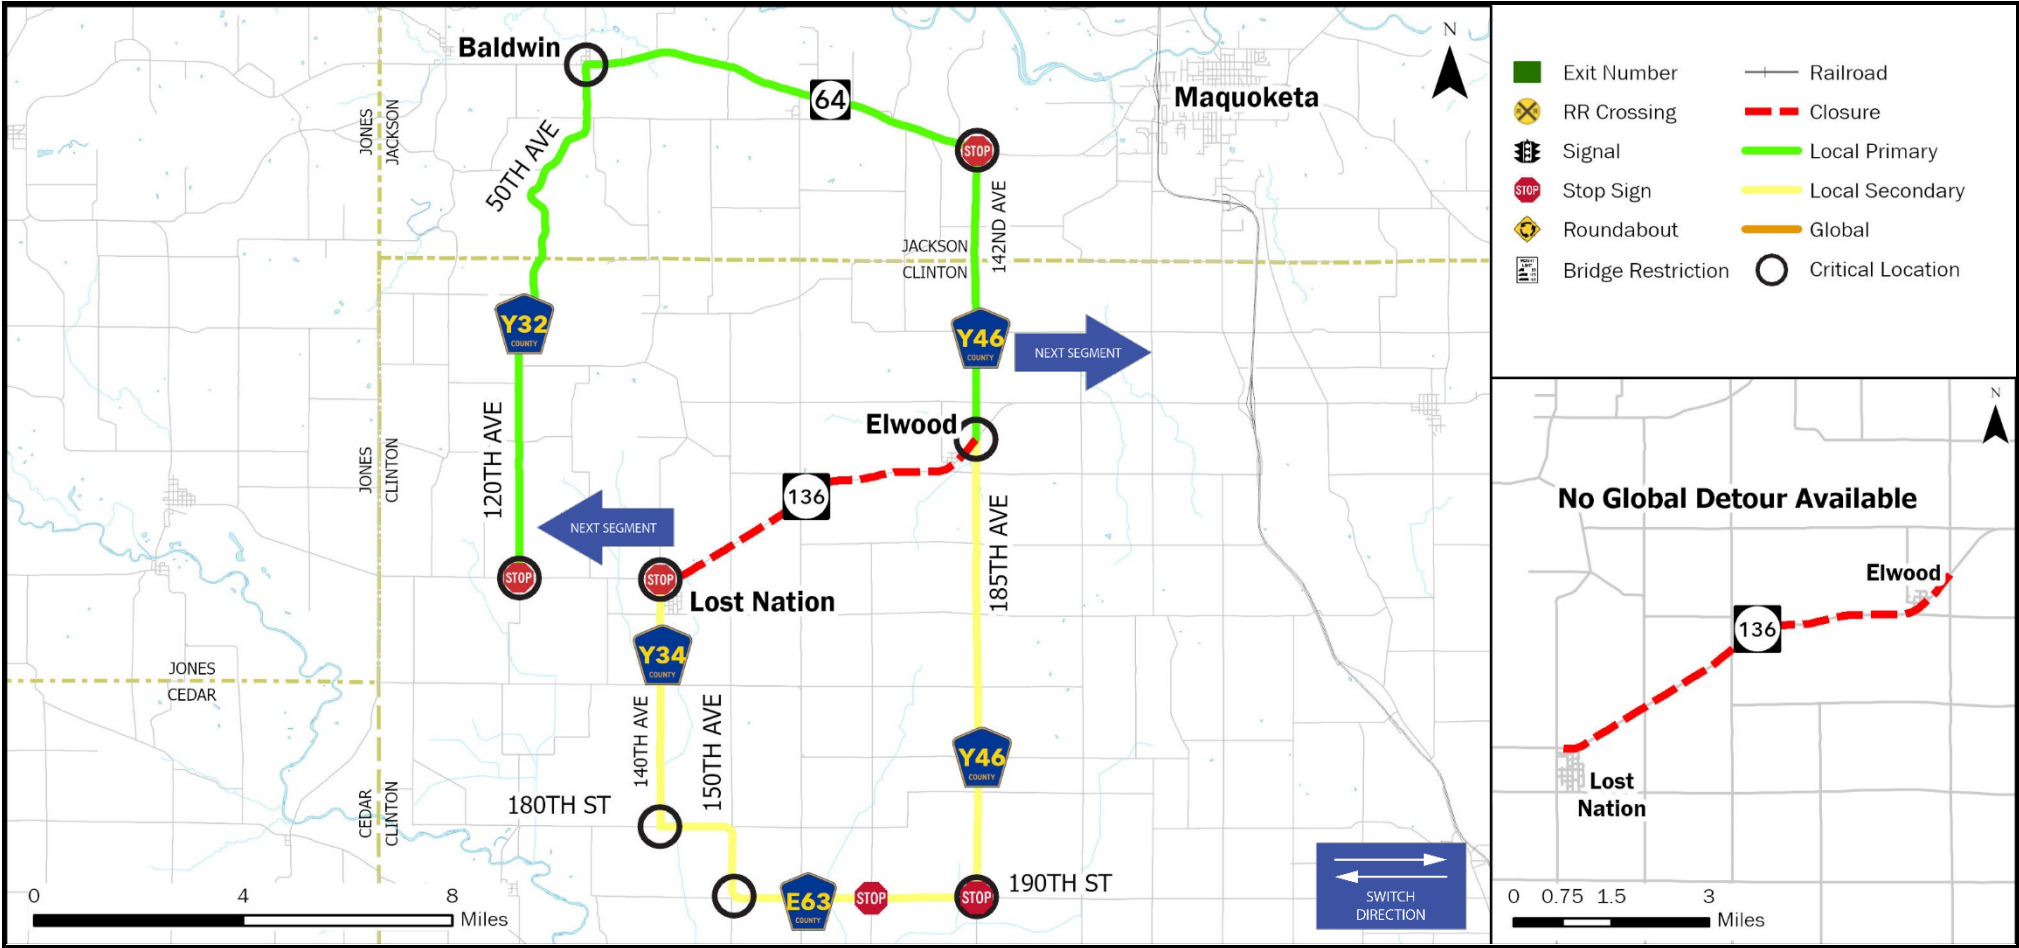 Baldwin
64
Maquoketa
N
JONES
JACKSON
50TH AVE
STOP
142ND AVE
JACKSON
CLINTON
Y32
COUNTY
Y46
COUNTY
NEXT SEGMENT
Elwood
120TH AVE
JONES
CLINTON
136
NEXT SEGMENT
185TH AVE
STOP
STOP
Lost Nation
Y34
COUNTY
JONES
CEDAR
140TH AVE
150TH AVE
Y46
COUNTY
180TH ST
CEDAR
CLINTON
E63
COUNTY
STOP
STOP
190TH ST
SWITCH
DIRECTION
0 4 8
Miles
Exit Number
RR Crossing
Signal
STOP
Stop Sign
Roundabout
Bridge Restriction
Railroad
Closure
Local Primary
Local Secondary
Global
Critical Location
N
No Global Detour Available
Elwood
136
Lost
Nation
0 0.75 1.5 3
Miles